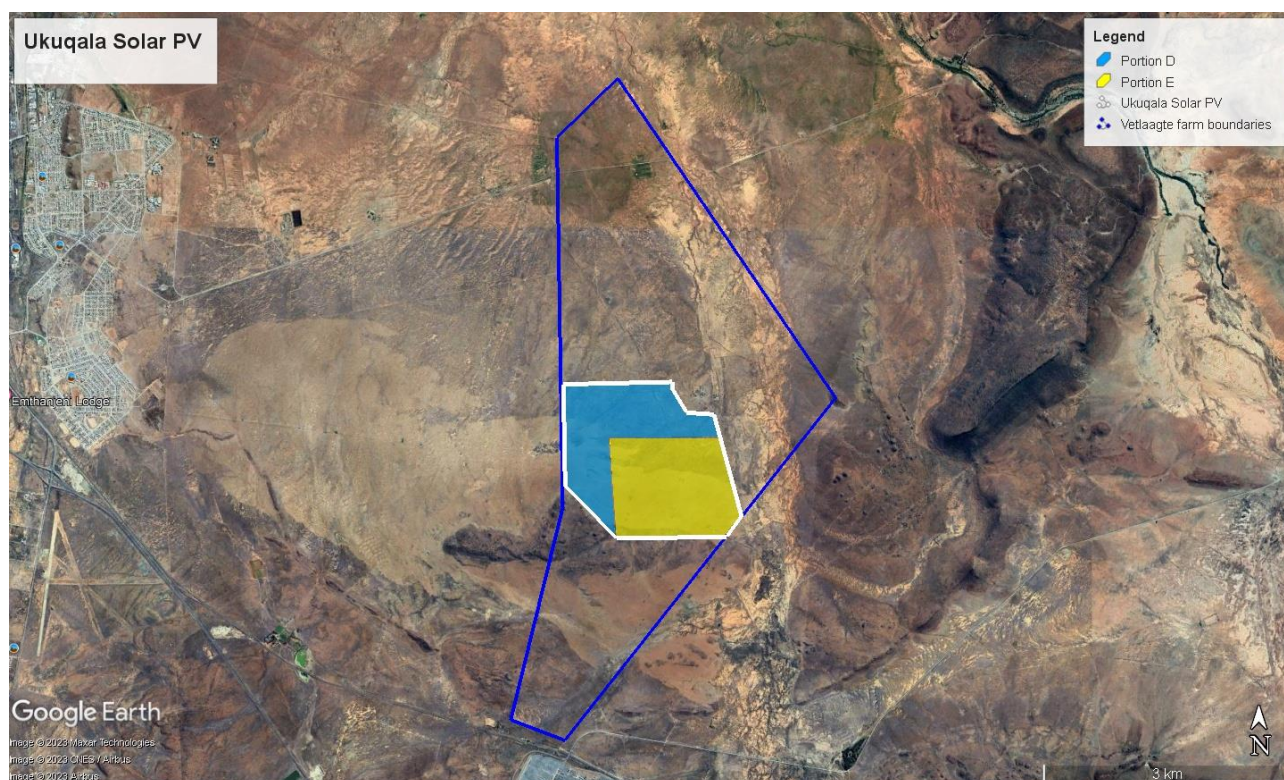 Ukuqala Solar PV
Legend
Portion D
Portion E
Ukuqala Solar PV
Vetlaagte farm boundaries
Emthanjeni Lodge
Google Earth
Image © 2023 Maxar Technologies
Image © 2023 CNES / Airbus
Image © 2023 Airbus
N
3 km